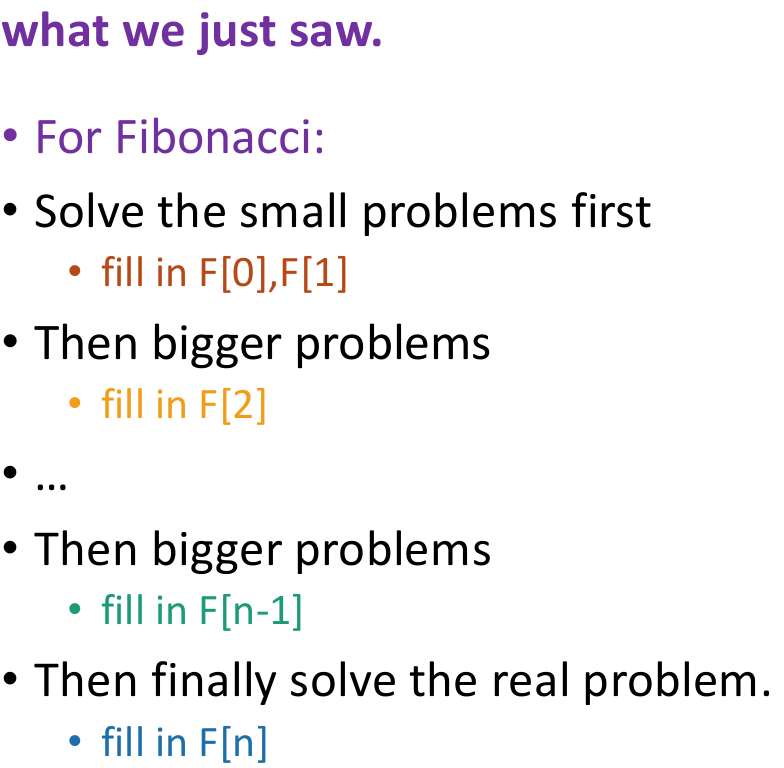 what we just saw.
• For Fibonacci:
• Solve the small problems first
• fill in F[0],F[1]
• Then bigger problems
• fill in F[2]
• …
• Then bigger problems
• fill in F[n-1]
• Then finally solve the real problem.
• fill in F[n]